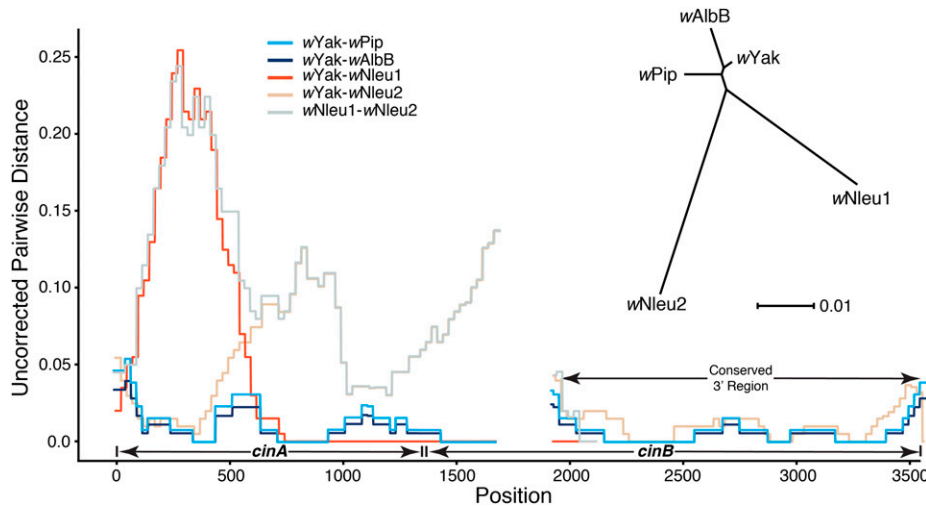 Uncorrected Pairwise Distance
0.25
0.20
0.15
0.10
0.05
0.0
wYak-wPip
wYak-wAlbB
wYak-wNleu1
wYak-wNleu2
wNleu1-wNleu2
wAlbB
wYak
wPip
wNleu1
wNleu2
0.01
Conserved
3' Region
cinA
cinB
0 500 1000 1500 2000 2500 3000 3500
Position